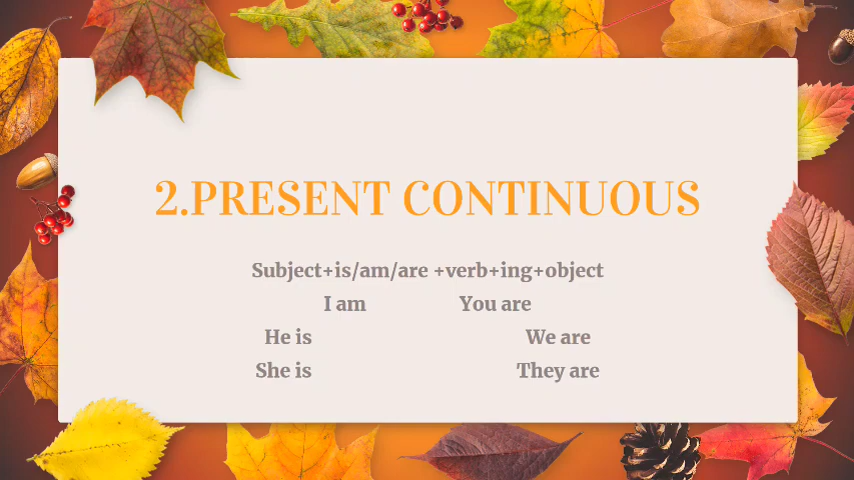 2.PRESENT CONTINUOUS
Subject+is/am/are +verb+ing+object
I am You are
He is We are
She is They are